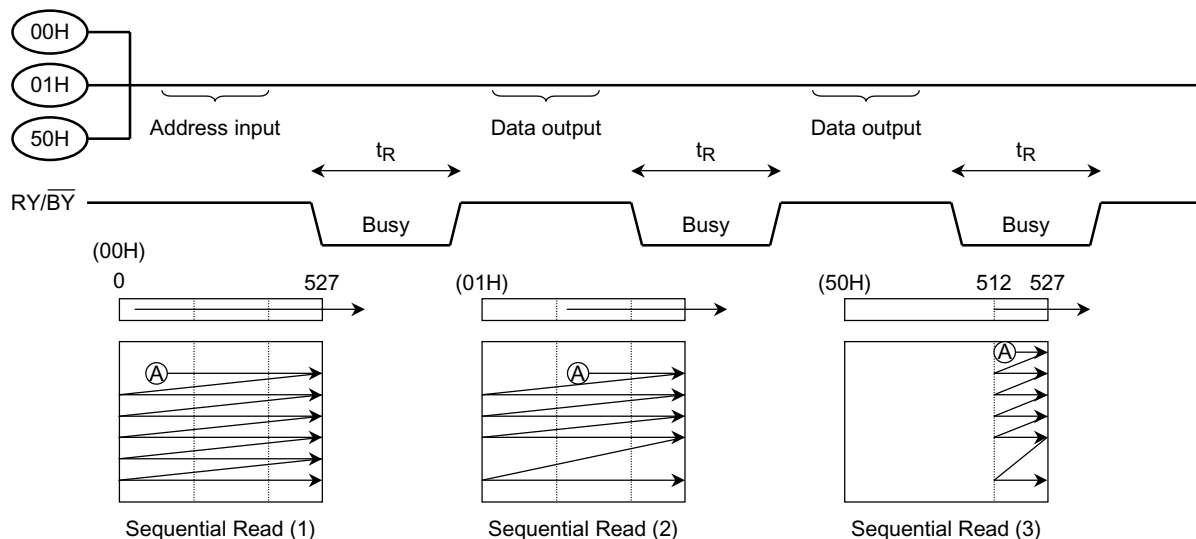 00H
01H
50H
Address input
Data output
Data output
tR
tR
tR
RY/BY
Busy
Busy
Busy
(00H)
0
527
(01H)
(50H)
512
527
A
A
A
Sequential Read (1)
Sequential Read (2)
Sequential Read (3)